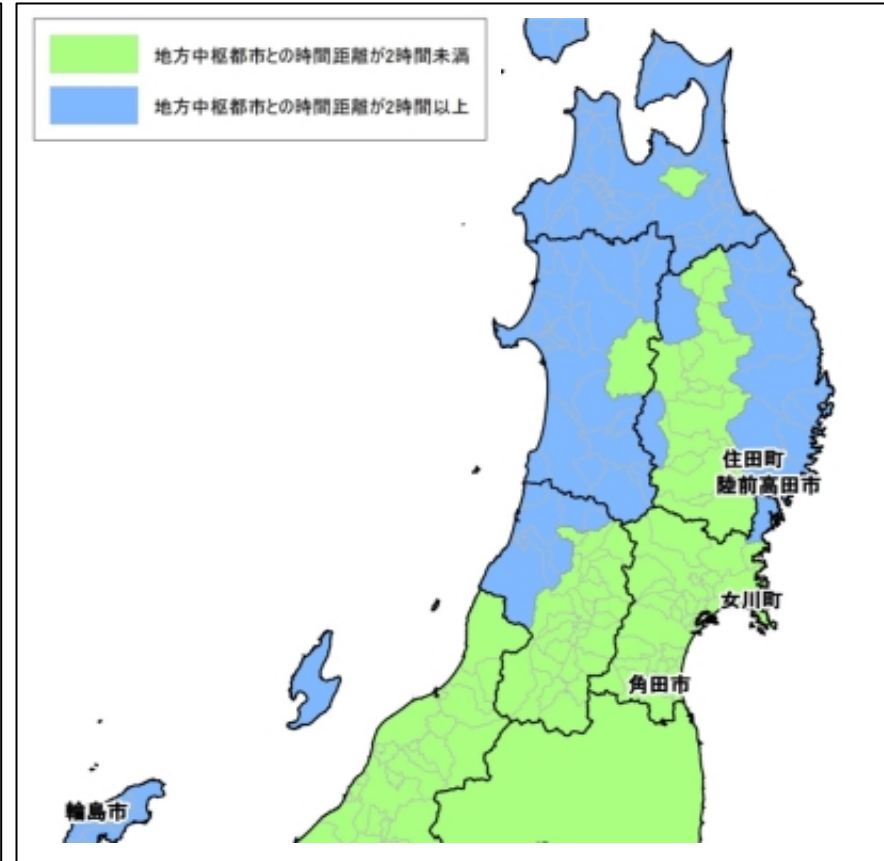 地方中枢都市との時間距離が2時間未満
地方中枢都市との時間距離が2時間以上
住田町
陸前高田市
女川町
角田市
輪島市